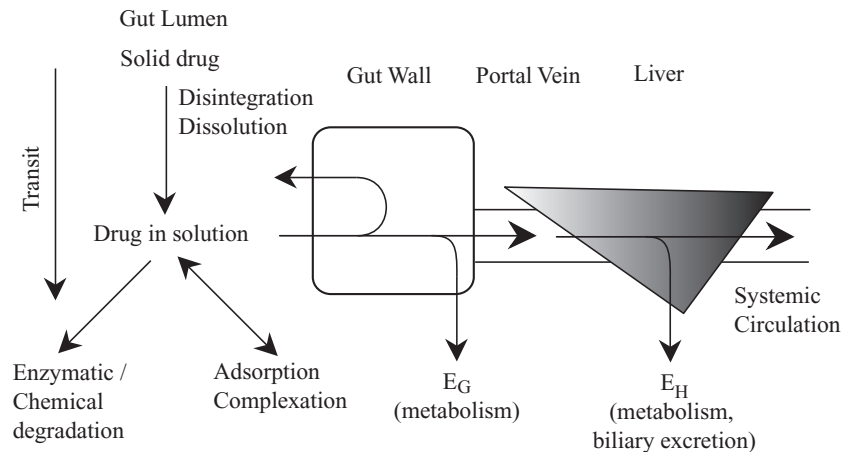 Gut Lumen
Solid drug
Gut Wall
Portal Vein
Liver
Disintegration
Dissolution
Transit
Drug in solution
Systemic
Circulation
Enzymatic /
Chemical
degradation
Adsorption
Complexation
E_G
(metabolism)
E_H
(metabolism,
biliary excretion)